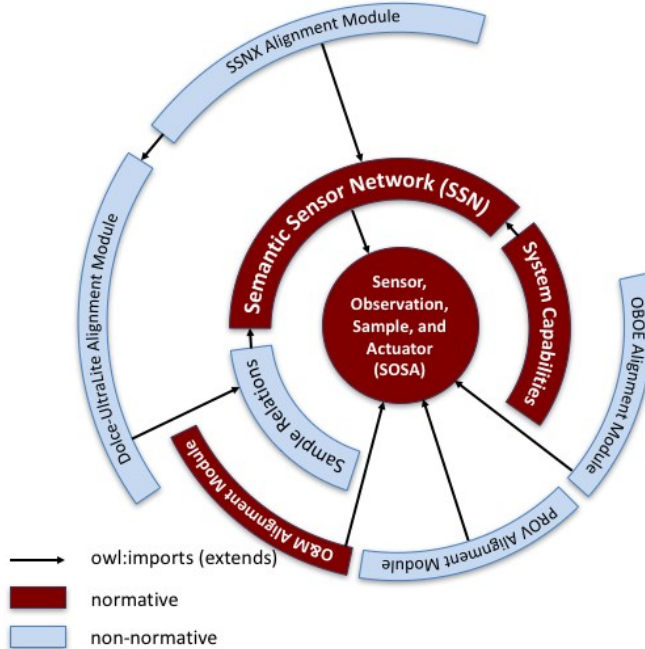 SSNX Alignment Module
Dolce-UltraLite Alignment Module
Semantic Sensor Network (SSN)
System Capabilities
OBOE Alignment Module
Sensor,
Observation,
Sample, and
Actuator
(SOSA)
Sample Relations
O&M Alignment Module
PROV Alignment Module
owl:imports (extends)
normative
non-normative